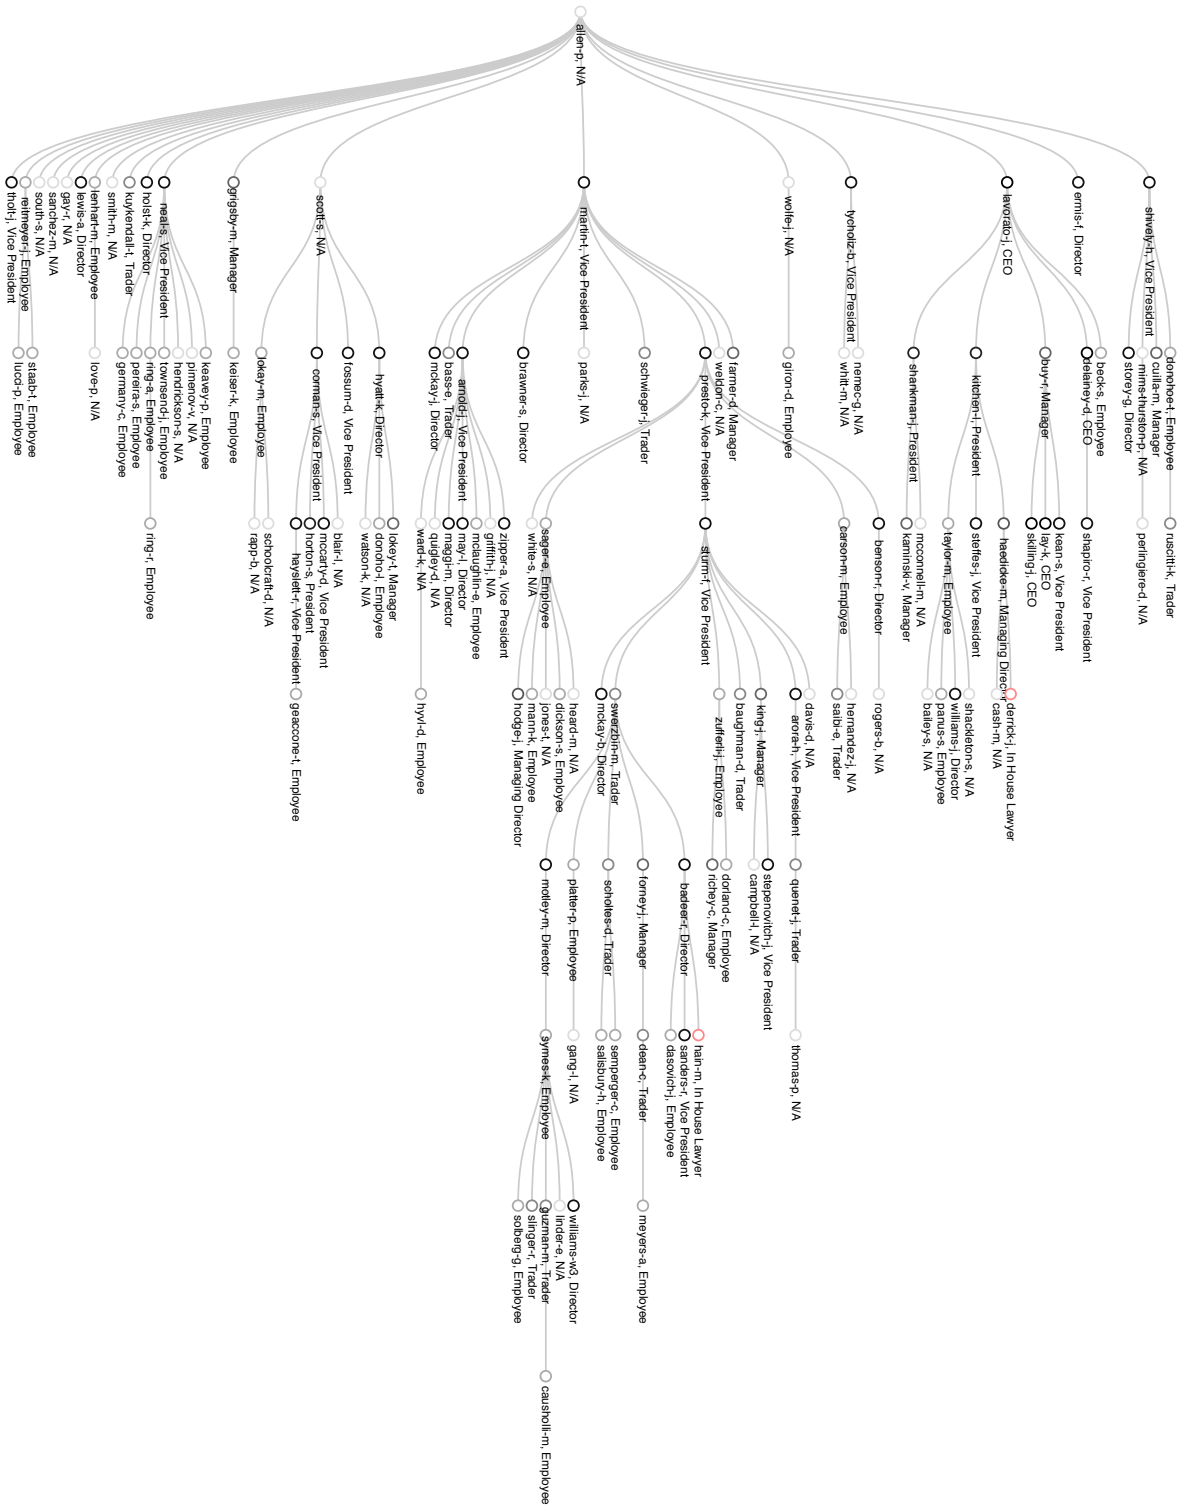 allen-p, N/A
tholt-j, Vice President
reitmeyer-j, Employee
south-s, N/A
sanchez-m, N/A
gay-r, N/A
lewis-a, Director
lenhart-m, Employee
smith-m, N/A
kuykendall-t, Trader
holst-k, Director
neal-s, Vice President
grigsby-m, Manager
scott-s, N/A
martin-t, Vice President
wolfe-j, N/A
tycholiz-b, Vice President
lavorato-j, CEO
ermis-f, Director
shively-h, Vice President
lucci-p, Employee
staab-t, Employee
love-p, N/A
germany-c, Employee
pereira-s, Employee
ring-a, Employee
townsend-j, Employee
hendrickson-s, N/A
pimenov-v, N/A
keavey-p, Employee
keiser-k, Employee
lokay-m, Employee
corman-s, Vice President
fossum-d, Vice President
hyatt-k, Director
mckay-j, Director
bass-e, Trader
arnold-j, Vice President
brawner-s, Director
parks-j, N/A
schwieger-j, Trader
presto-k, Vice President
weldon-c, N/A
farmer-d, Manager
giron-d, Employee
whitt-m, N/A
nemec-g, N/A
shankman-j, President
kitchen-l, President
buy-r, Manager
delainey-d, CEO
beck-s, Employee
storey-g, Director
mims-thurston-p, N/A
cuilla-m, Manager
donohoe-t, Employee
ring-r, Employee
rapp-b, N/A
schoolcraft-d, N/A
hayslett-r, Vice President
horton-s, President
mccarty-d, Vice President
blair-l, N/A
watson-k, N/A
donoho-l, Employee
lokey-t, Manager
ward-k, N/A
quigley-d, N/A
maggi-m, Director
may-l, Director
mclaughlin-e, Employee
griffith-j, N/A
zipper-a, Vice President
white-s, N/A
sager-e, Employee
sturm-f, Vice President
carson-m, Employee
benson-r, Director
kaminski-v, Manager
mcconnell-m, N/A
taylor-m, Employee
steffes-j, Vice President
haedicke-m, Managing Director
skilling-j, CEO
lay-k, CEO
kean-s, Vice President
shapiro-r, Vice President
perlingiere-d, N/A
ruscitti-k, Trader
geaccone-t, Employee
hyvl-d, Employee
hodge-j, Managing Director
mann-k, Employee
jones-t, N/A
dickson-s, Employee
heard-m, N/A
mckay-b, Director
swerzbin-m, Trader
zufferli-j, Employee
baughman-d, Trader
king-j, Manager
arora-h, Vice President
davis-d, N/A
saibi-e, Trader
hernandez-j, N/A
rogers-b, N/A
bailey-s, N/A
panus-s, Employee
williams-j, Director
shackleton-s, N/A
cash-m, N/A
derrick-j, In House Lawyer
motley-m, Director
platter-p, Employee
scholtes-d, Trader
forney-j, Manager
badeer-r, Director
richey-c, Manager
dorland-c, Employee
campbell-l, N/A
stepenovitch-j, Vice President
quenet-j, Trader
symes-k, Employee
gang-l, N/A
salisbury-h, Employee
semperger-c, Employee
dean-c, Trader
dasovich-j, Employee
sanders-r, Vice President
hain-m, In House Lawyer
thomas-p, N/A
solberg-g, Employee
slinger-r, Trader
guzman-m, Trader
linder-e, N/A
williams-w3, Director
meyers-a, Employee
causholli-m, Employee